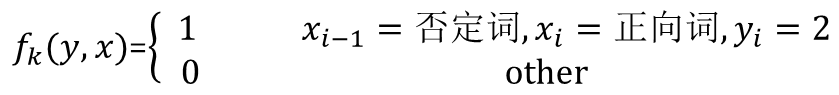 f_k(y, x)={ 1 x_{i−1} = 否定词, x_i = 正向词, y_i = 2
0 other